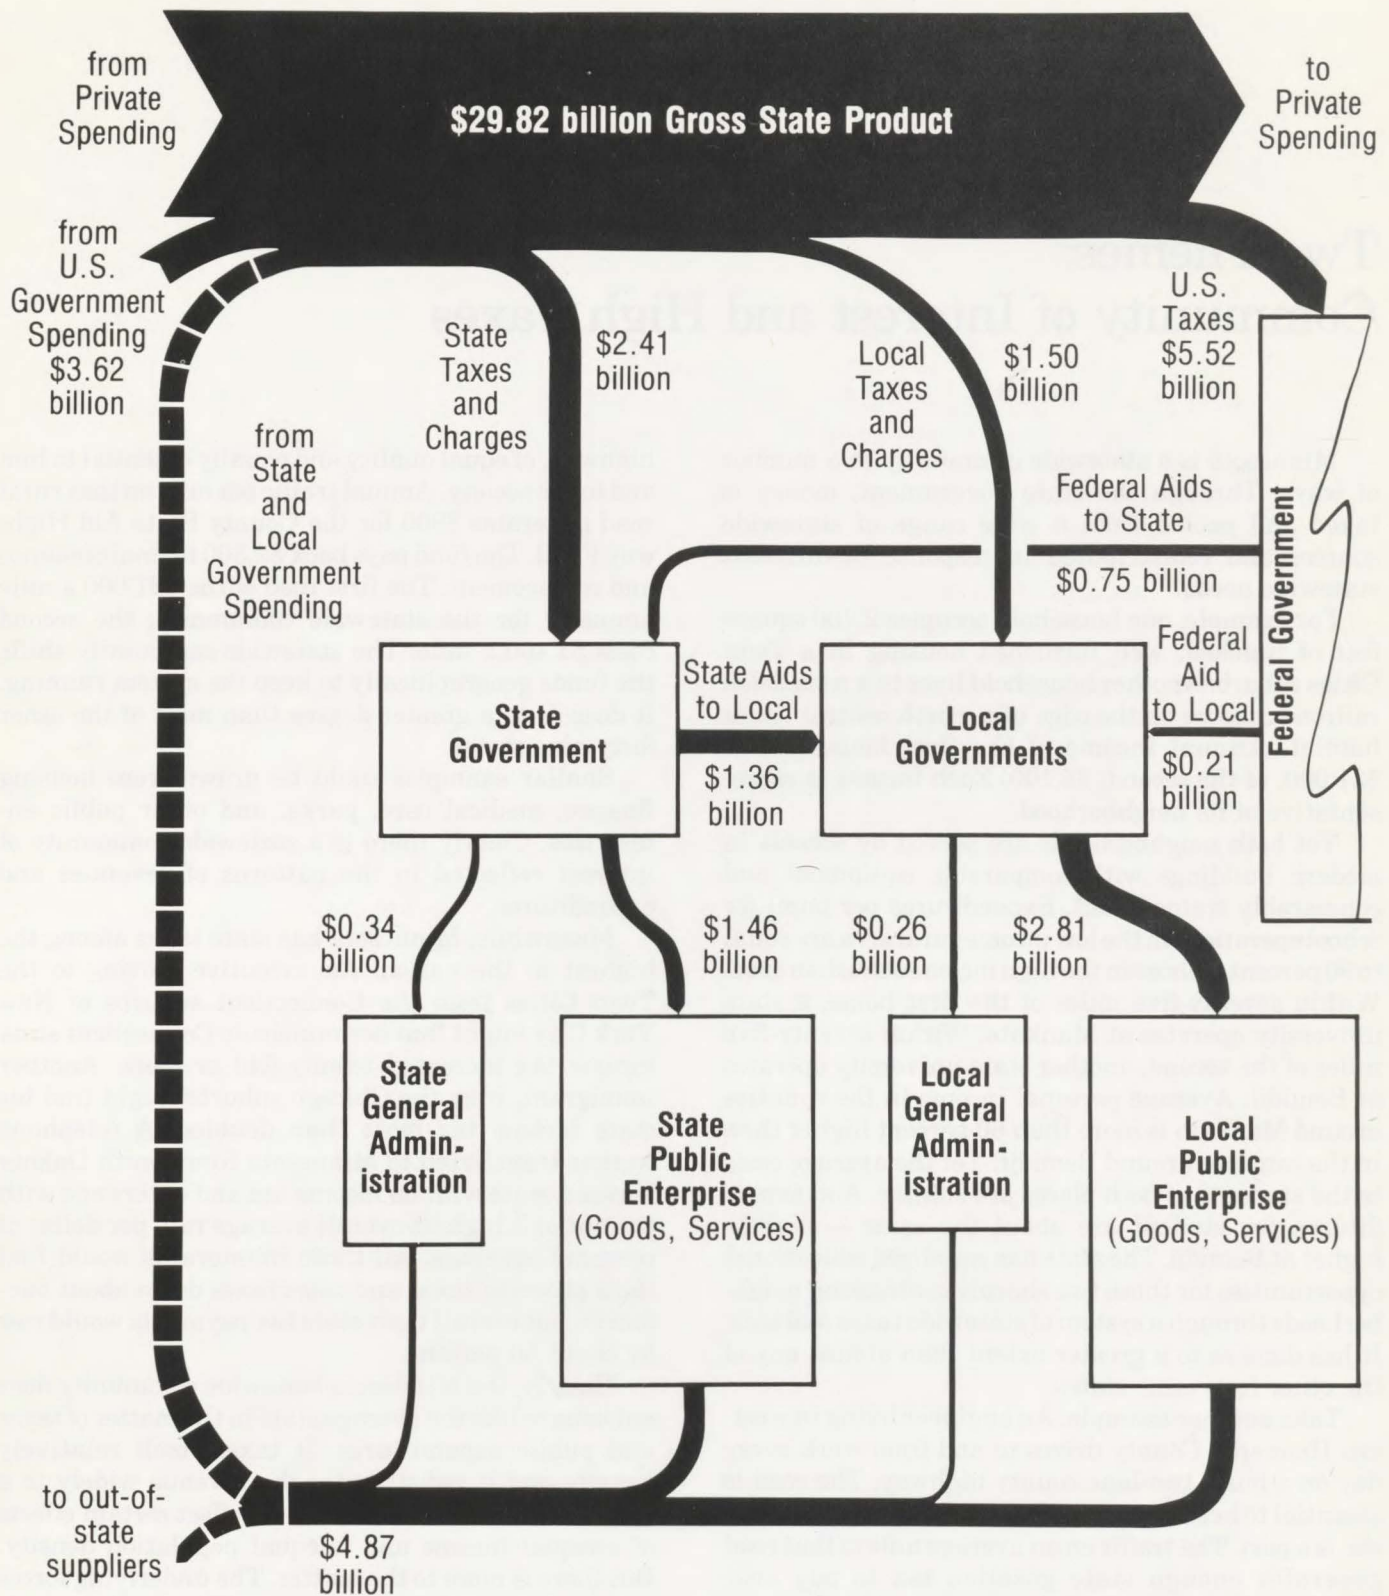 from
Private
Spending
$29.82 billion Gross State Product
to
Private
Spending
from
U.S.
Government
Spending
$3.62
billion
State
Taxes
and
Charges
$2.41
billion
Local
Taxes
and
Charges
$1.50
billion
U.S.
Taxes
$5.52
billion
from
State
and
Local
Government
Spending
Federal Aids
to State
$0.75 billion
Federal Government
State
Government
State Aids
to Local
$1.36
billion
Local
Governments
Federal
Aid
to Local
$0.21
billion
$0.34
billion
$1.46
billion
$0.26
billion
$2.81
billion
State
General
Admin-
istration
State
Public
Enterprise
(Goods, Services)
Local
General
Admin-
istration
Local
Public
Enterprise
(Goods, Services)
to out-of-
state
suppliers
$4.87
billion